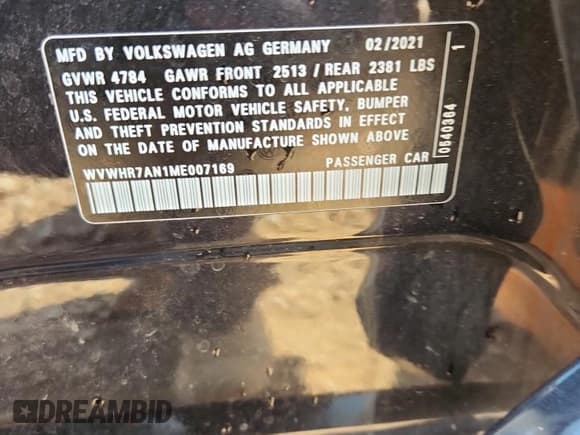 MFD BY VOLKSWAGEN AG GERMANY 02/2021
GVWR 4784 GAWR FRONT 2513 / REAR 2381 LBS
THIS VEHICLE CONFORMS TO ALL APPLICABLE
U.S. FEDERAL MOTOR VEHICLE SAFETY, BUMPER
AND THEFT PREVENTION STANDARDS IN EFFECT
ON THE DATE OF MANUFACTURE SHOWN ABOVE
WVWHR7AN1ME007169 PASSENGER CAR
0640364 1
DREAMBID